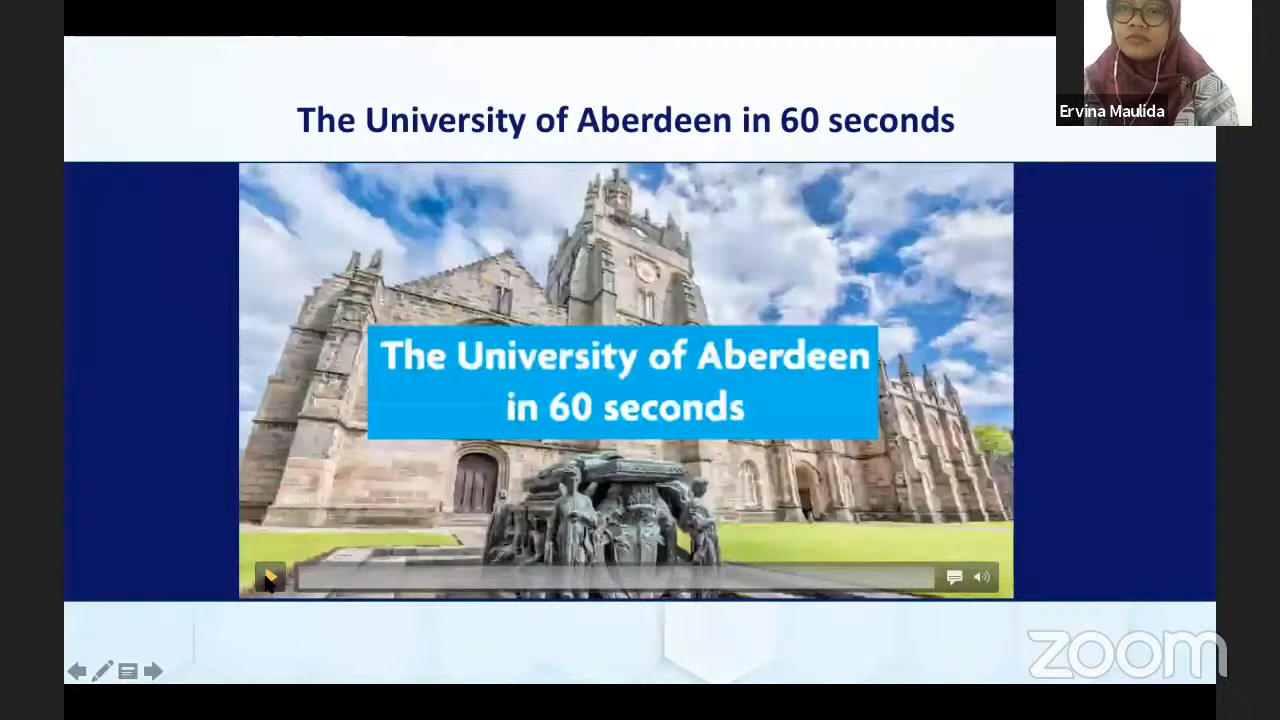 The University of Aberdeen in 60 seconds
Ervina Maulida
The University of Aberdeen
in 60 seconds
zoom